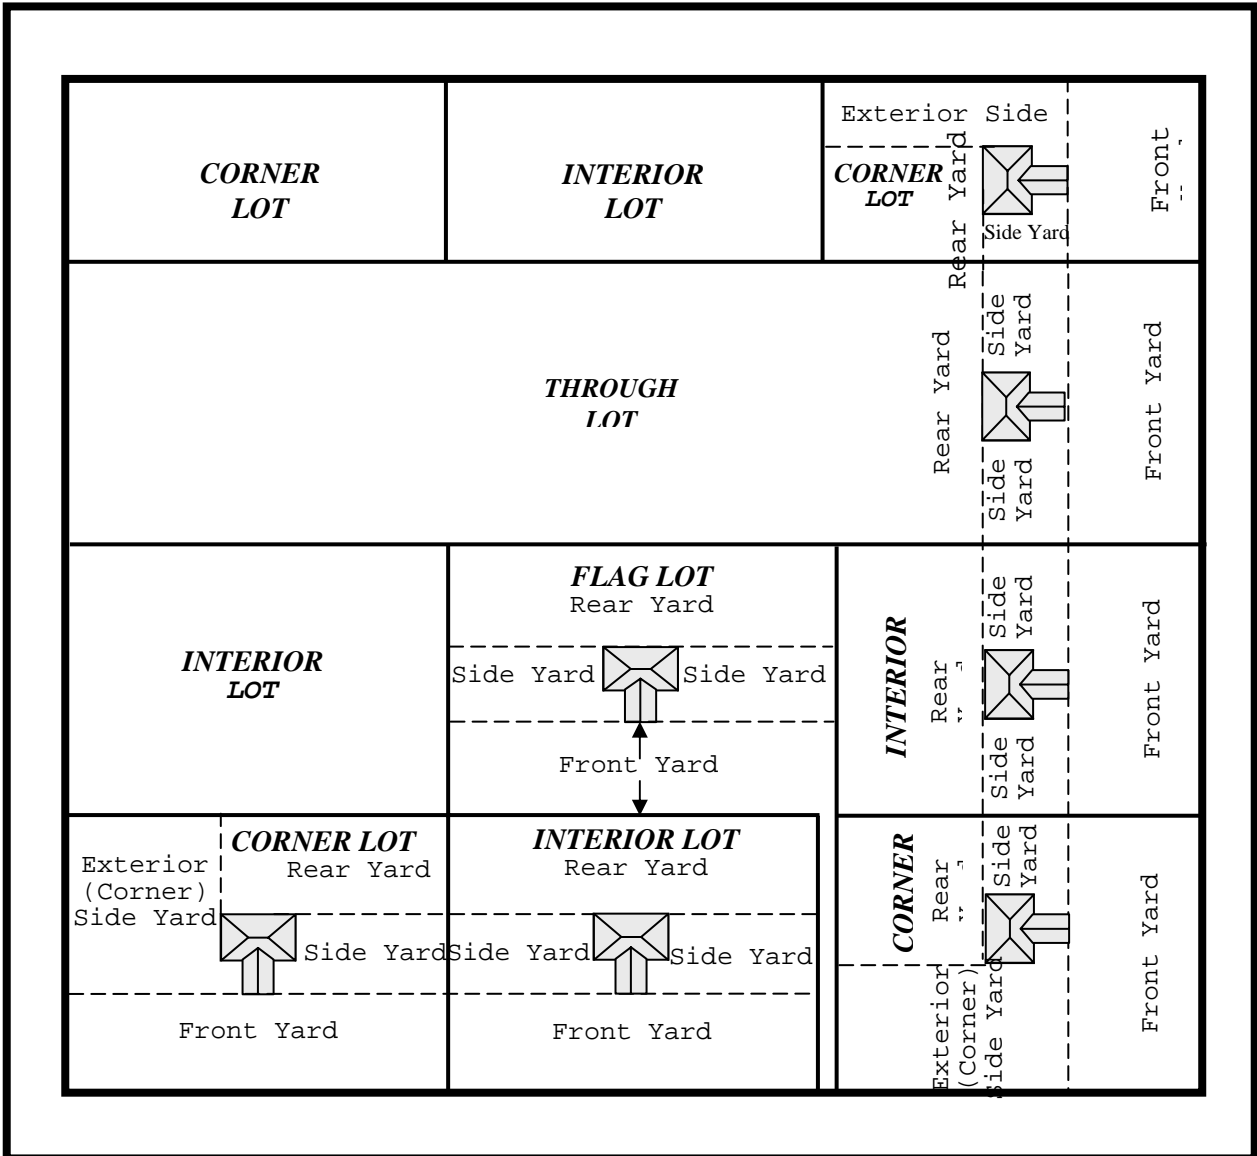 Exterior Side
CORNER
LOT
INTERIOR
LOT
CORNER
LOT
Rear Yard
Side Yard
Front
THROUGH
LOT
Rear Yard
Side
Yard
Side
Yard
Front Yard
INTERIOR
LOT
FLAG LOT
Rear Yard
Side Yard
Side Yard
Front Yard
INTERIOR
Rear
Side
Yard
Side
Yard
Front Yard
CORNER LOT
Rear Yard
Exterior
(Corner)
Side Yard
Side Yard
Front Yard
INTERIOR LOT
Rear Yard
Side Yard
Side Yard
Front Yard
CORNER
Rear
Side
Yard
Exterior
(Corner)
Side Yard
Front Yard